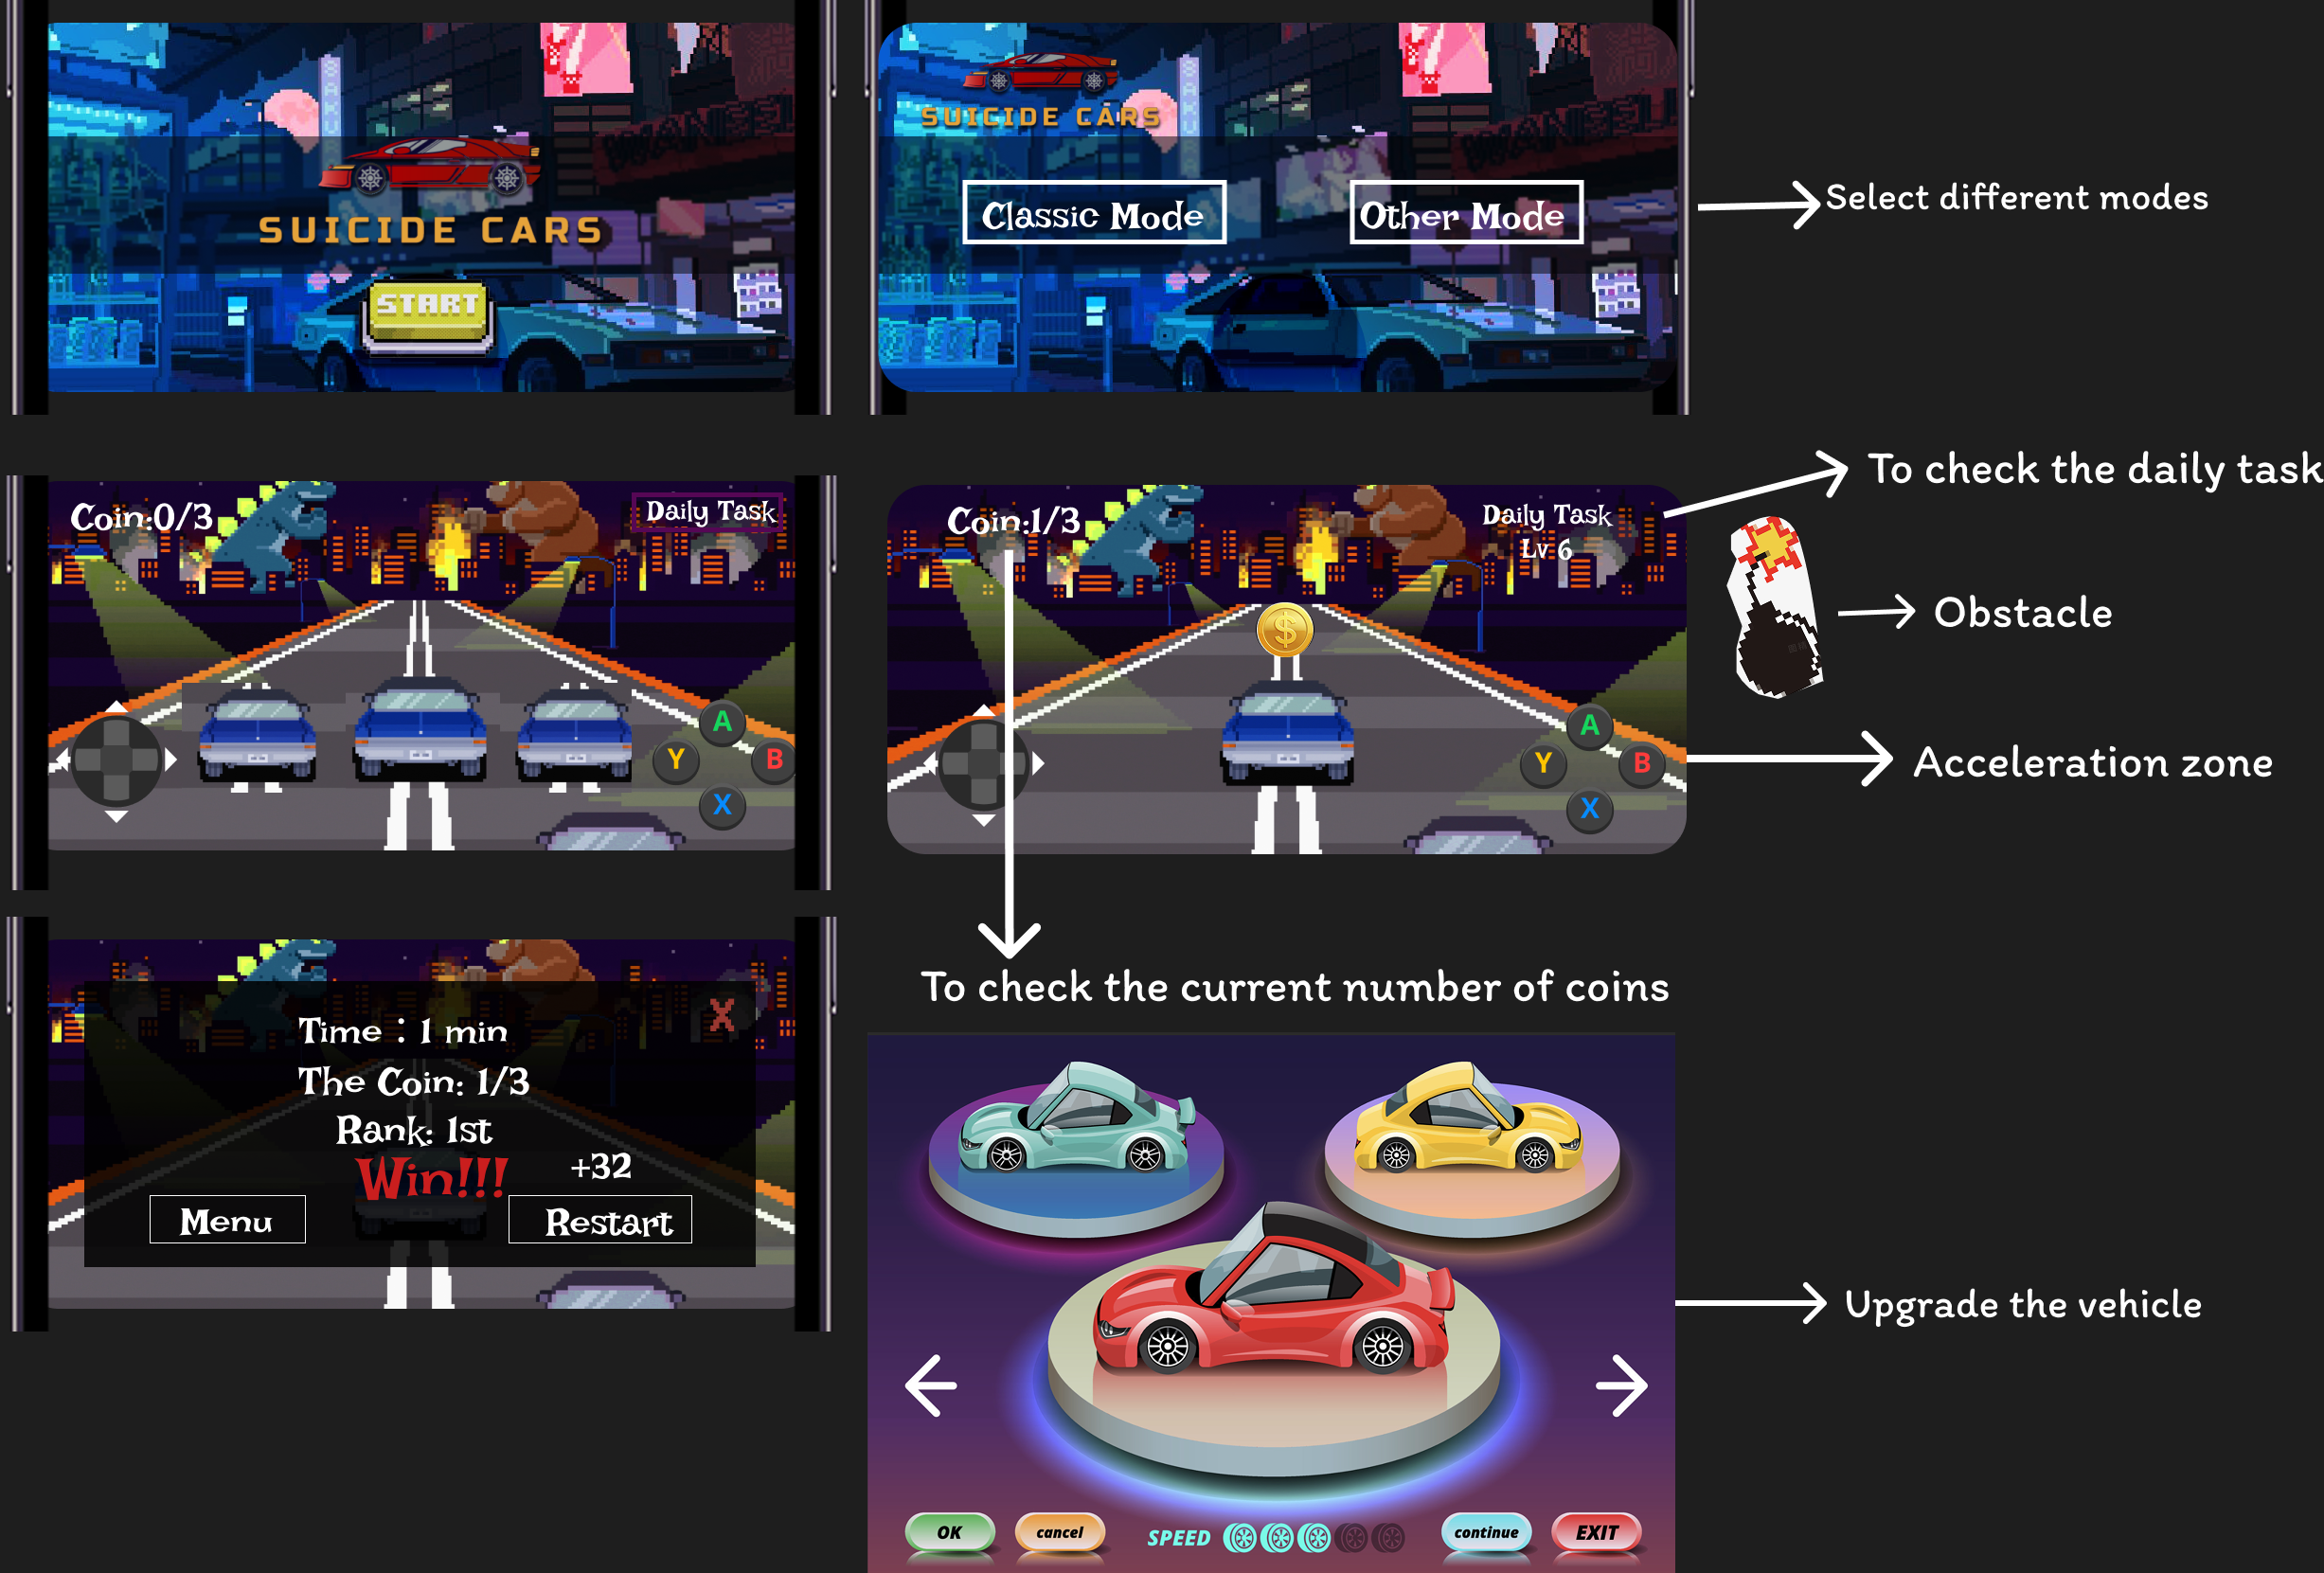 SUICIDE CARS
START
SUICIDE CARS
Classic Mode
Other Mode
Select different modes
Coin:0/3
Daily Task
A
Y
B
X
Coin:1/3
Daily Task
Lv 6
$
A
Y
B
X
To check the daily task
Obstacle
Acceleration zone
To check the current number of coins
Time : 1 min
X
The Coin: 1/3
Rank: 1st
Win!!!
+32
Menu
Restart
Upgrade the vehicle
OK
cancel
SPEED
continue
EXIT